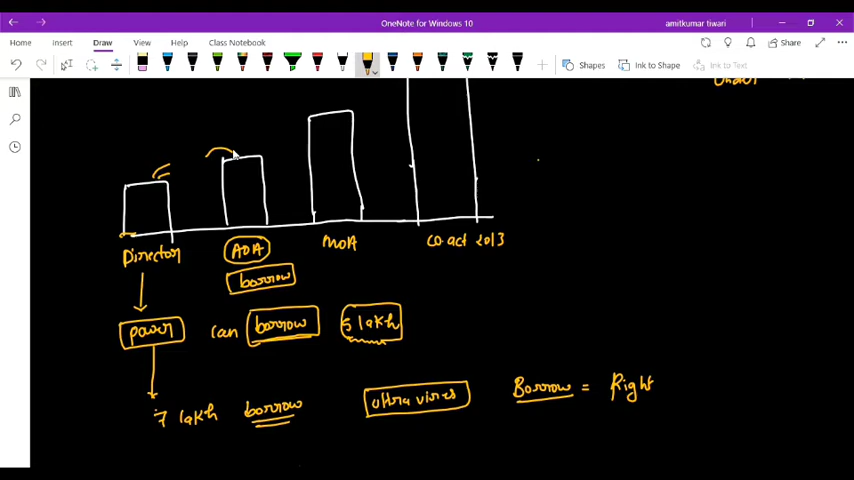 OneNote for Windows 10
amitkumar tiwari
Home Insert Draw View Help Class Notebook
Share
Shapes Ink to Shape Ink to Text
Director AOA MOA co.act 2013
borrow
power can borrow 5 lakh
7 lakh borrow ultra vires Borrow = Right